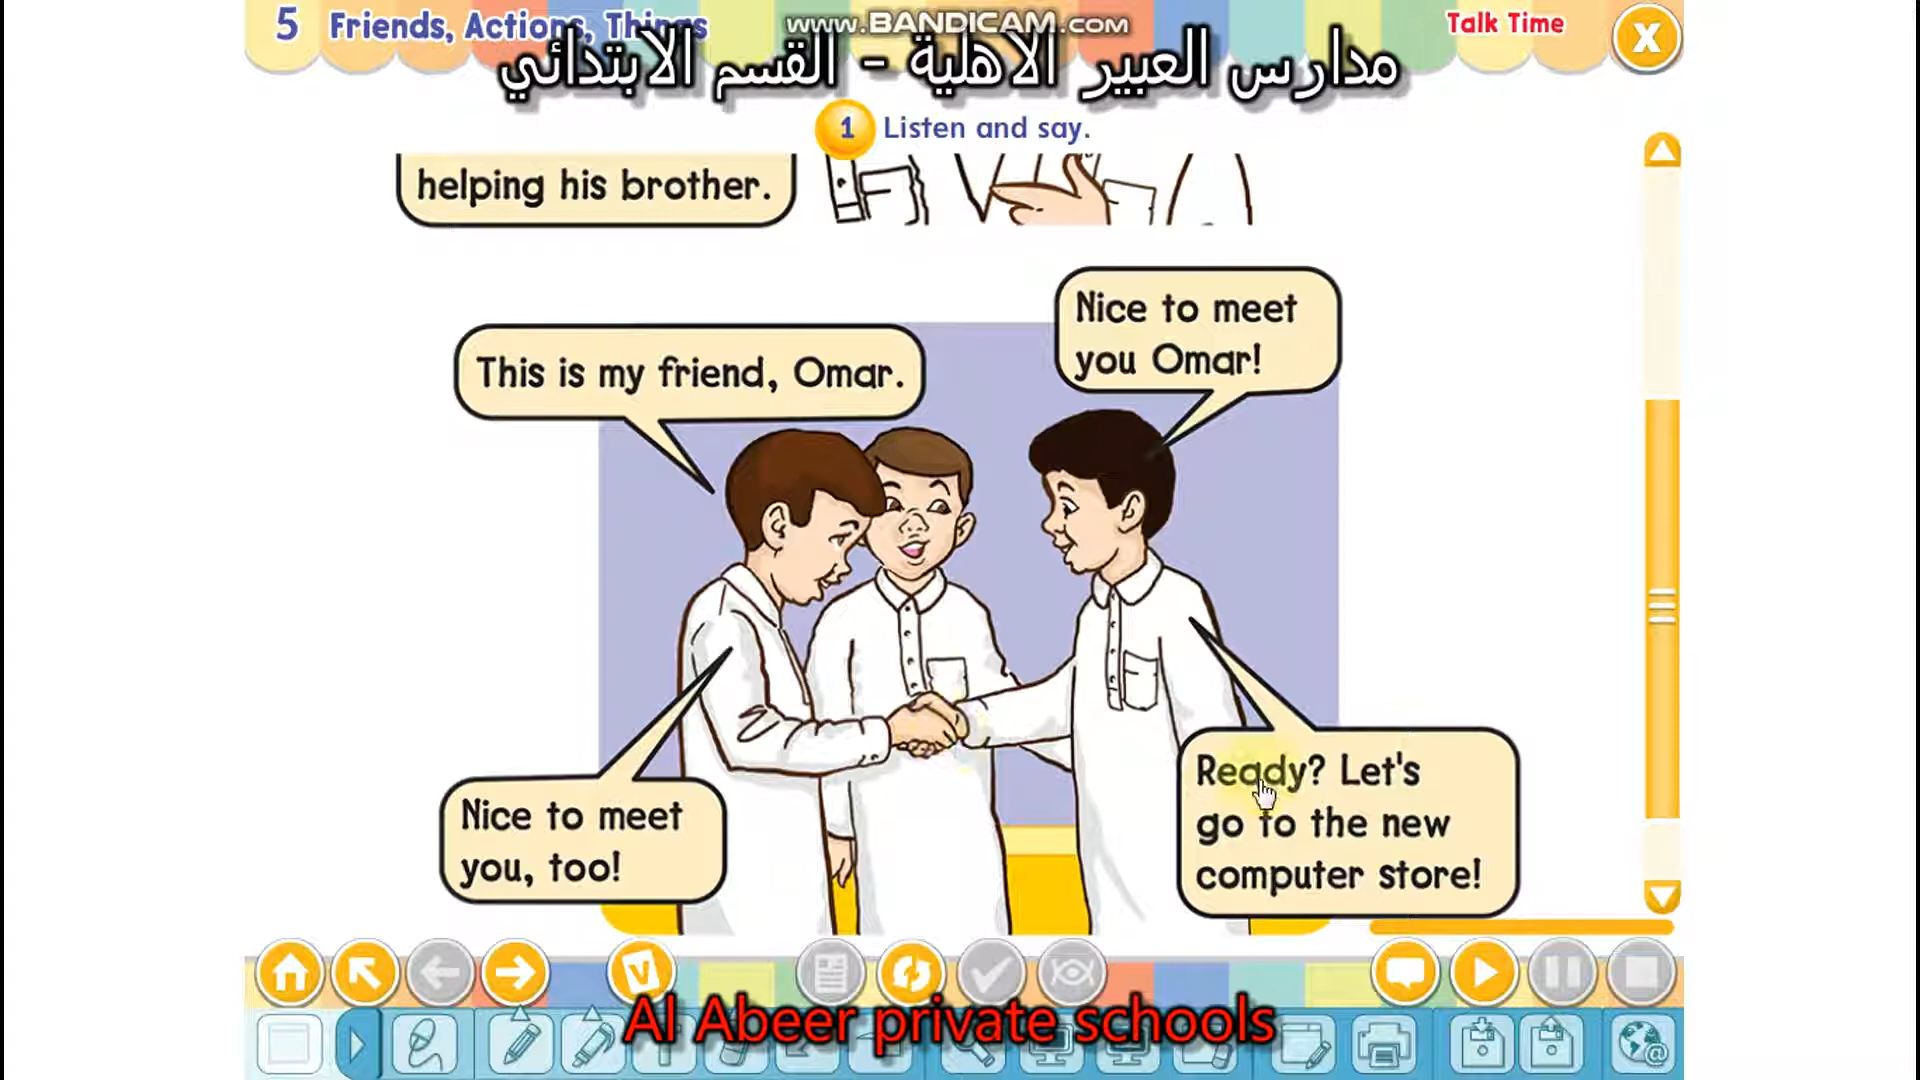 5 Friends, Actions, Things
www.BANDICAM.com
Talk Time
X
مدارس العبير الاهلية - القسم الابتدائي
1 Listen and say.
helping his brother.
Nice to meet
you Omar!
This is my friend, Omar.
Nice to meet
you, too!
Ready? Let's
go to the new
computer store!
V
Al Abeer private schools